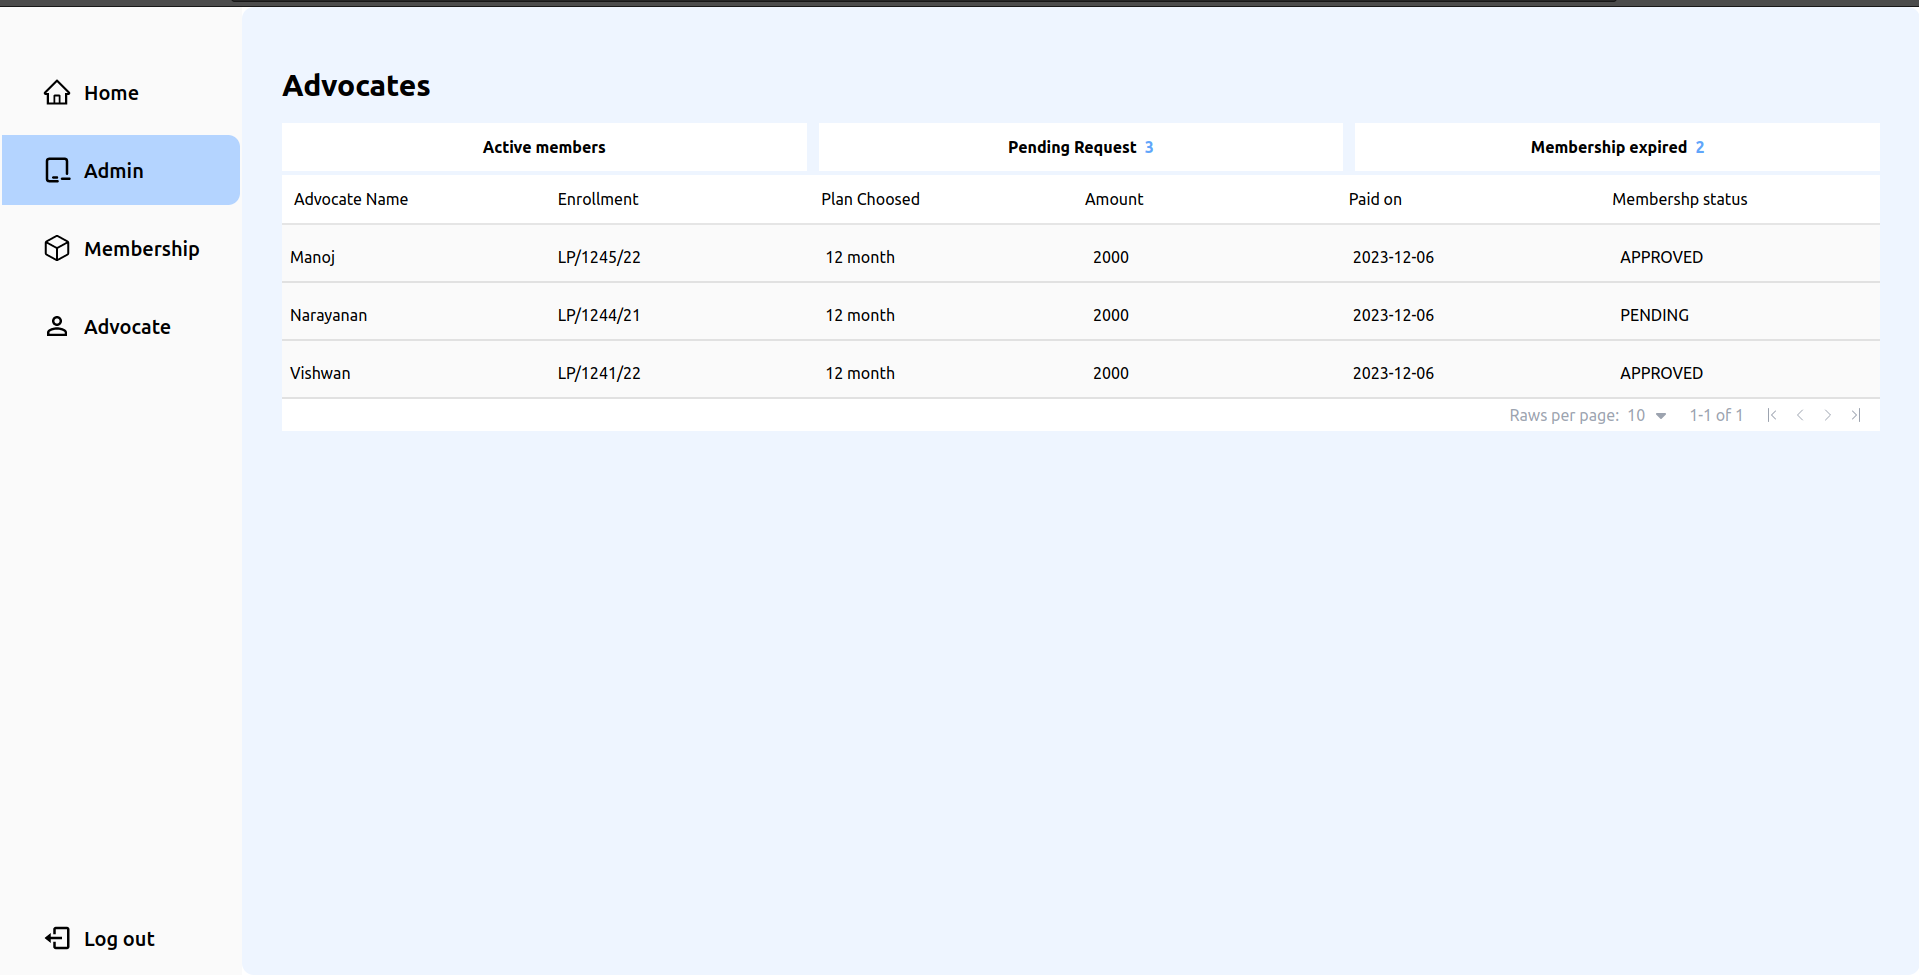 Home
Admin
Membership
Advocate
Log out
Advocates
Active members Pending Request 3 Membership expired 2
Advocate Name Enrollment Plan Choosed Amount Paid on Membershp status
Manoj LP/1245/22 12 month 2000 2023-12-06 APPROVED
Narayanan LP/1244/21 12 month 2000 2023-12-06 PENDING
Vishwan LP/1241/22 12 month 2000 2023-12-06 APPROVED
Raws per page: 10 1-1 of 1